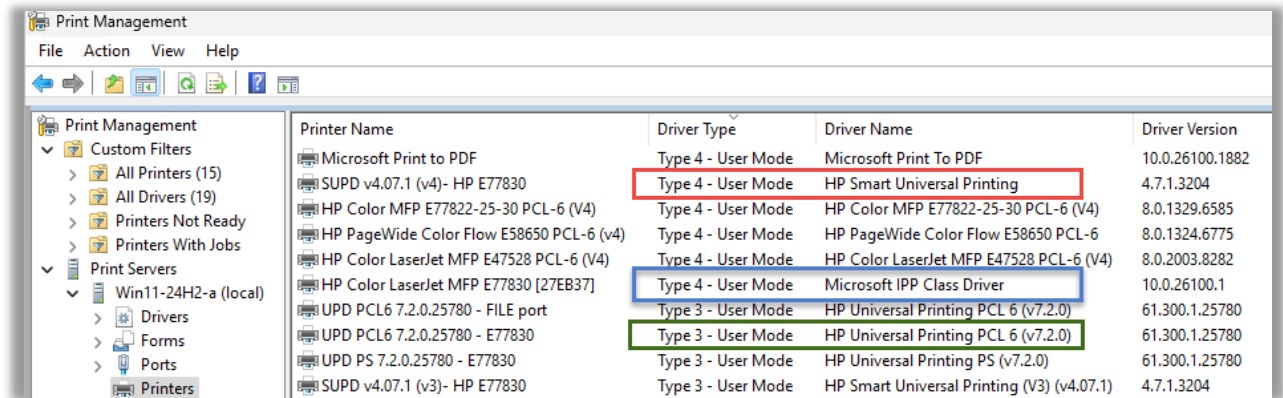 Print Management
File Action View Help
Print Management
Custom Filters
All Printers (15)
All Drivers (19)
Printers Not Ready
Printers With Jobs
Print Servers
Win11-24H2-a (local)
Drivers
Forms
Ports
Printers
Printer Name Driver Type Driver Name Driver Version
Microsoft Print to PDF Type 4 - User Mode Microsoft Print To PDF 10.0.26100.1882
SUPD v4.07.1 (v4)- HP E77830 Type 4 - User Mode HP Smart Universal Printing 4.7.1.3204
HP Color MFP E77822-25-30 PCL-6 (V4) Type 4 - User Mode HP Color MFP E77822-25-30 PCL-6 (V4) 8.0.1329.6585
HP PageWide Color Flow E58650 PCL-6 (v4) Type 4 - User Mode HP PageWide Color Flow E58650 PCL-6 8.0.1324.6775
HP Color LaserJet MFP E47528 PCL-6 (V4) Type 4 - User Mode HP Color LaserJet MFP E47528 PCL-6 (V4) 8.0.2003.8282
HP Color LaserJet MFP E77830 [27EB37] Type 4 - User Mode Microsoft IPP Class Driver 10.0.26100.1
UPD PCL6 7.2.0.25780 - FILE port Type 3 - User Mode HP Universal Printing PCL 6 (v7.2.0) 61.300.1.25780
UPD PCL6 7.2.0.25780 - E77830 Type 3 - User Mode HP Universal Printing PCL 6 (v7.2.0) 61.300.1.25780
UPD PS 7.2.0.25780 - E77830 Type 3 - User Mode HP Universal Printing PS (v7.2.0) 61.300.1.25780
SUPD v4.07.1 (v3)- HP E77830 Type 3 - User Mode HP Smart Universal Printing (V3) (v4.07.1) 4.7.1.3204